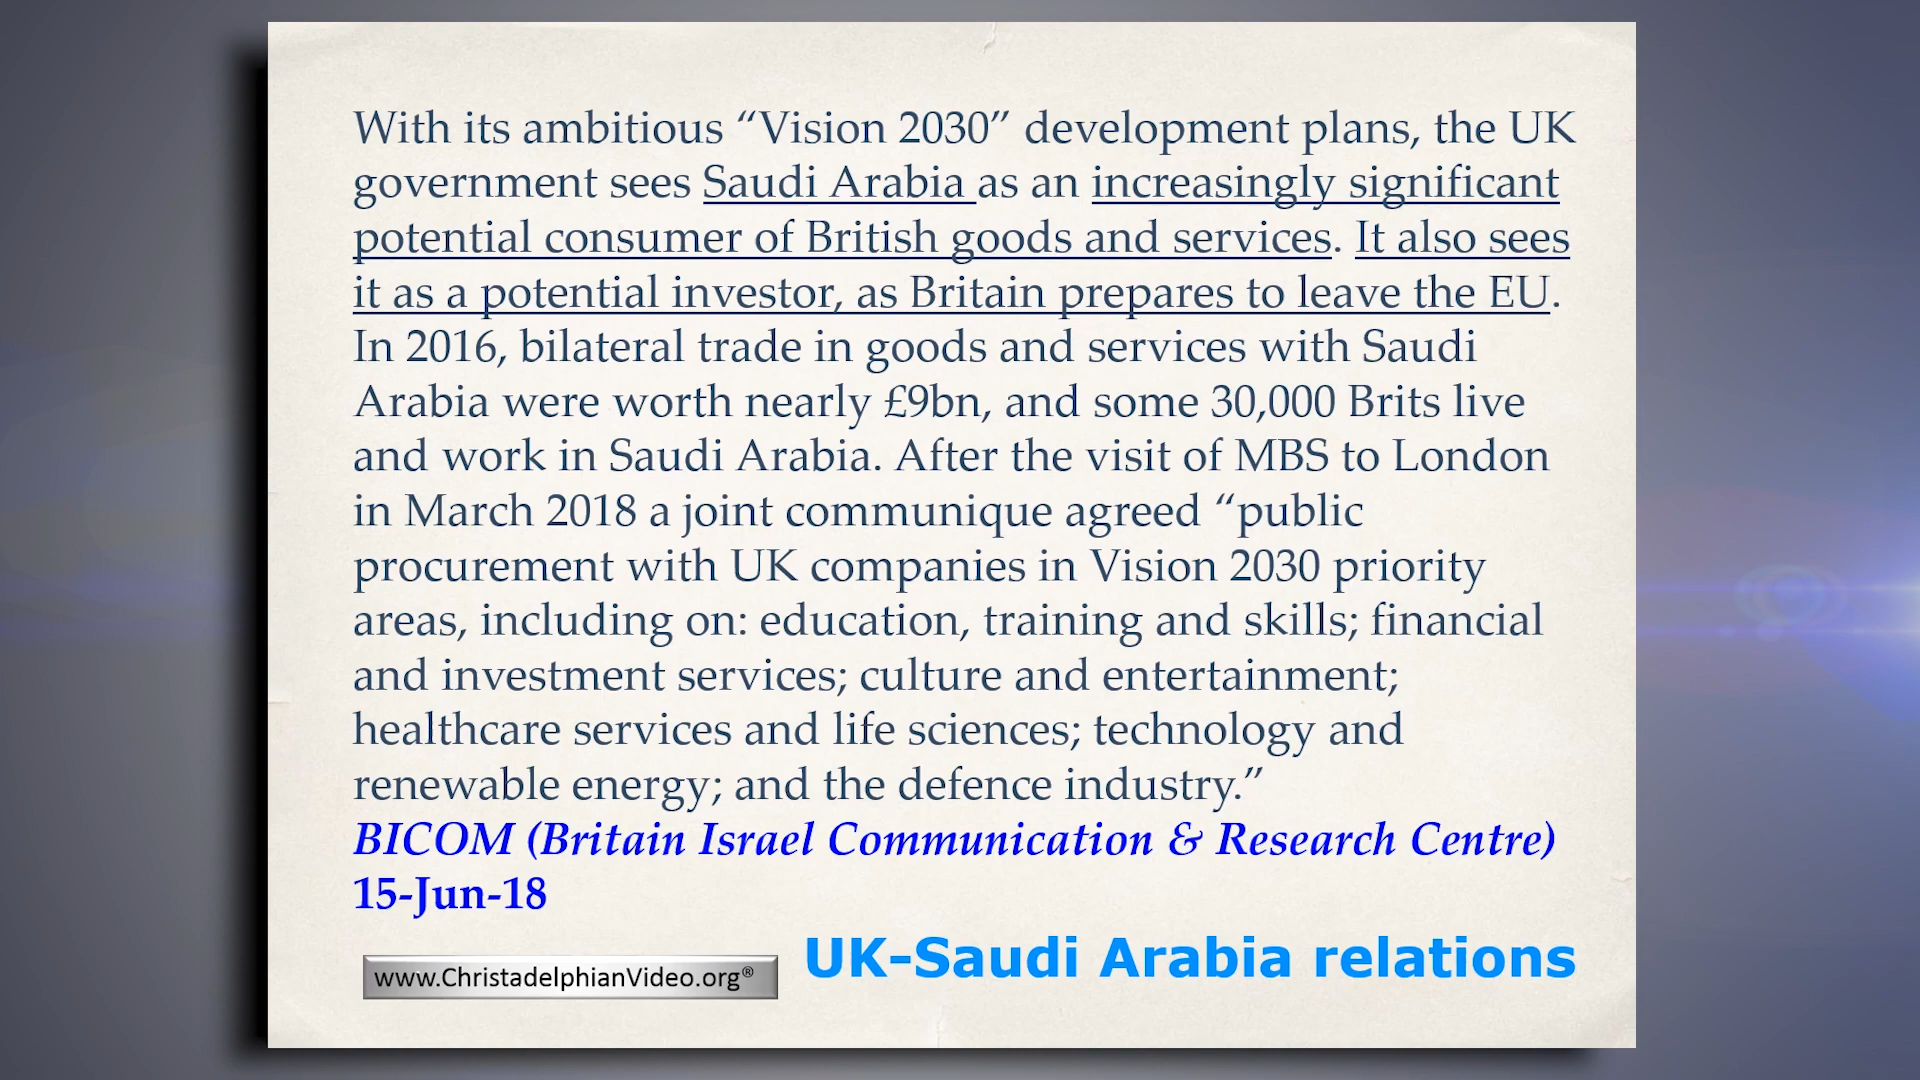 With its ambitious “Vision 2030” development plans, the UK
government sees Saudi Arabia as an increasingly significant
potential consumer of British goods and services. It also sees
it as a potential investor, as Britain prepares to leave the EU.
In 2016, bilateral trade in goods and services with Saudi
Arabia were worth nearly £9bn, and some 30,000 Brits live
and work in Saudi Arabia. After the visit of MBS to London
in March 2018 a joint communique agreed “public
procurement with UK companies in Vision 2030 priority
areas, including on: education, training and skills; financial
and investment services; culture and entertainment;
healthcare services and life sciences; technology and
renewable energy; and the defence industry.”
BICOM (Britain Israel Communication & Research Centre)
15-Jun-18
UK-Saudi Arabia relations
www.ChristadelphianVideo.org®